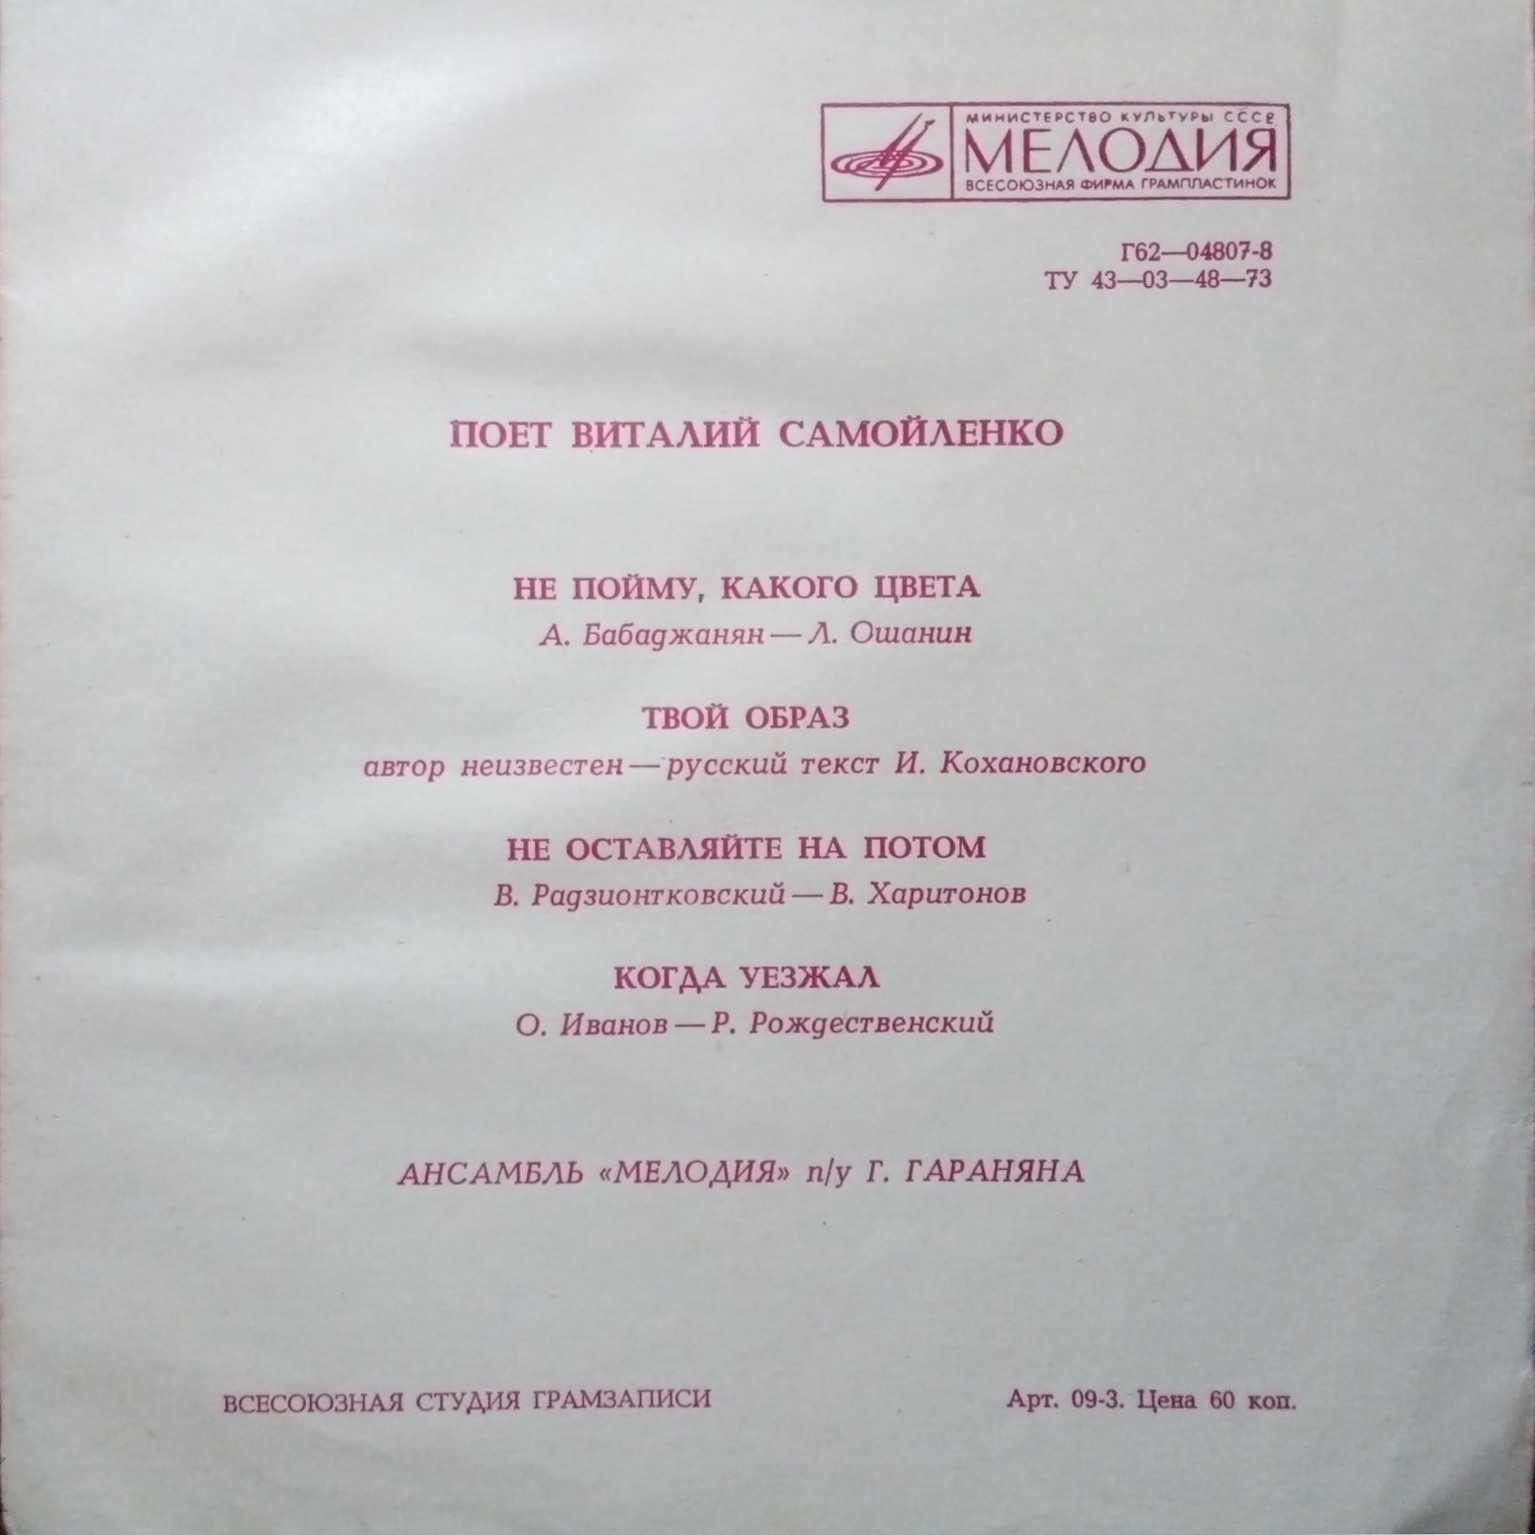 МИНИСТЕРСТВО КУЛЬТУРЫ СССР
МЕЛОДИЯ
ВСЕСОЮЗНАЯ ФИРМА ГРАМПЛАСТИНОК
Г62—04807-8
ТУ 43—03—48—73
ПОЕТ ВИТАЛИЙ САМОЙЛЕНКО
НЕ ПОЙМУ, КАКОГО ЦВЕТА
А. Бабаджанян — Л. Ошанин
ТВОЙ ОБРАЗ
автор неизвестен — русский текст И. Кохановского
НЕ ОСТАВЛЯЙТЕ НА ПОТОМ
В. Радзионтковский — В. Харитонов
КОГДА УЕЗЖАЛ
О. Иванов — Р. Рождественский
АНСАМБЛЬ «МЕЛОДИЯ» п/у Г. ГАРАНЯНА
ВСЕСОЮЗНАЯ СТУДИЯ ГРАМЗАПИСИ
Арт. 09-3. Цена 60 коп.